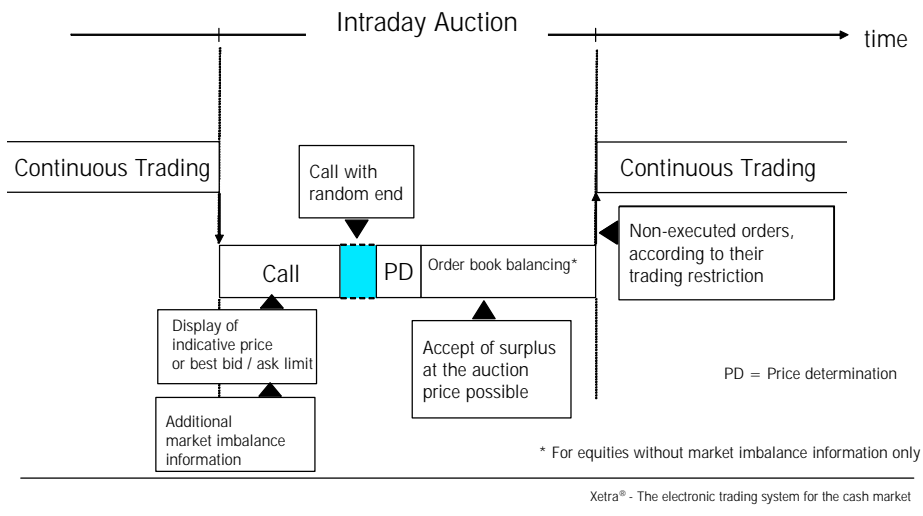 Intraday Auction
time
Continuous Trading
Call with
random end
Continuous Trading
Non-executed orders,
according to their
trading restriction
Call
PD
Order book balancing*
Display of
indicative price
or best bid / ask limit
Accept of surplus
at the auction
price possible
PD = Price determination
Additional
market imbalance
information
* For equities without market imbalance information only
Xetra® - The electronic trading system for the cash market